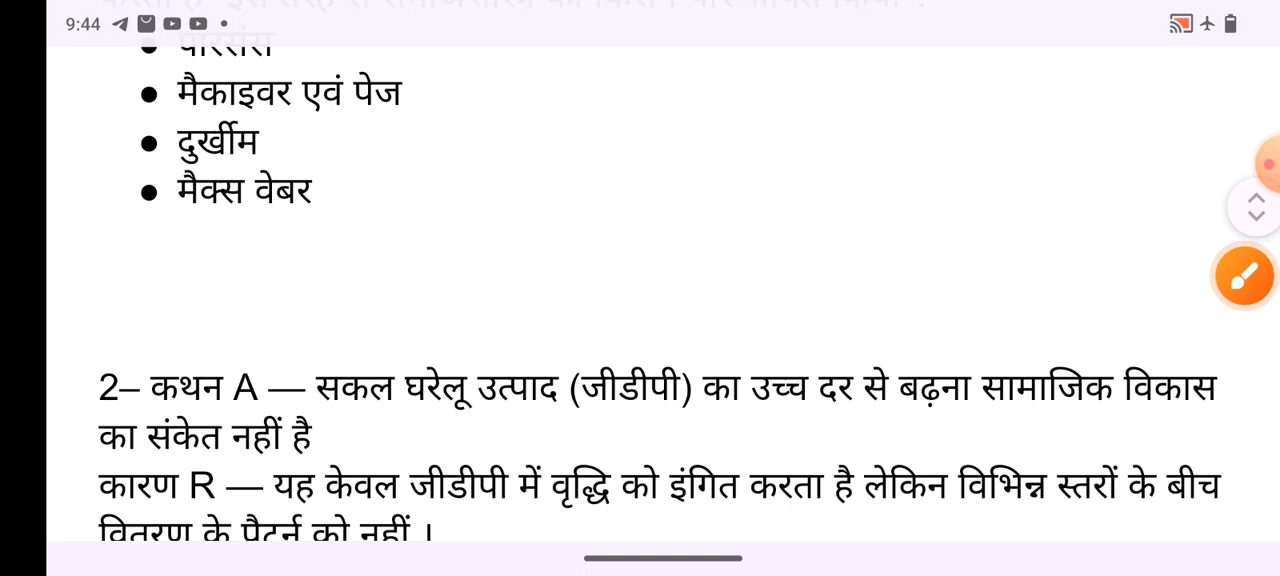 9:44
पारसंस
मैकाइवर एवं पेज
दुर्खीम
मैक्स वेबर
2– कथन A — सकल घरेलू उत्पाद (जीडीपी) का उच्च दर से बढ़ना सामाजिक विकास
का संकेत नहीं है
कारण R — यह केवल जीडीपी में वृद्धि को इंगित करता है लेकिन विभिन्न स्तरों के बीच
वितरण के पैटर्न को नहीं ।